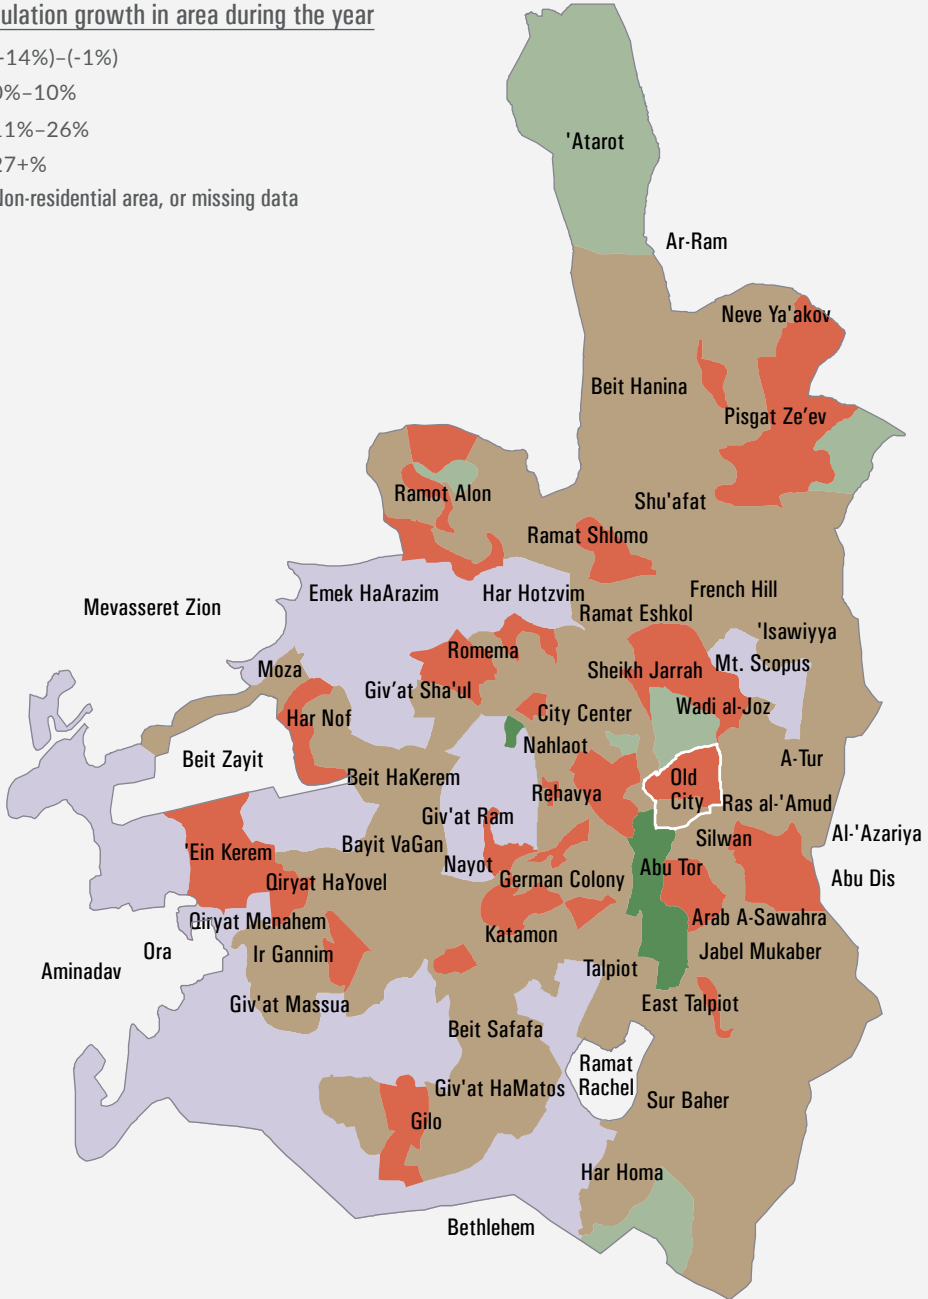 ulation growth in area during the year
-14%)–(-1%)
0%–10%
11%–26%
27+%
Non-residential area, or missing data
'Atarot
Ar-Ram
Neve Ya'akov
Beit Hanina
Pisgat Ze’ev
Ramot Alon
Shu'afat
Ramat Shlomo
French Hill
Emek HaArazim
Har Hotzvim
Mevasseret Zion
Ramat Eshkol
'Isawiyya
Romema
Mt. Scopus
Moza
Sheikh Jarrah
Giv’at Sha'ul
Wadi al-Joz
Har Nof
City Center
Nahlaot
Beit Zayit
A-Tur
Beit HaKerem
Old
City
Rehavya
Ras al-'Amud
Giv'at Ram
Al-'Azariya
Silwan
Bayit VaGan
'Ein Kerem
Nayot
Abu Tor
Abu Dis
Qiryat HaYovel
German Colony
Arab A-Sawahra
Qiryat Menahem
Katamon
Ora
Ir Gannim
Jabel Mukaber
Aminadav
Talpiot
Giv'at Massua
East Talpiot
Beit Safafa
Ramat
Rachel
Giv'at HaMatos
Sur Baher
Gilo
Har Homa
Bethlehem